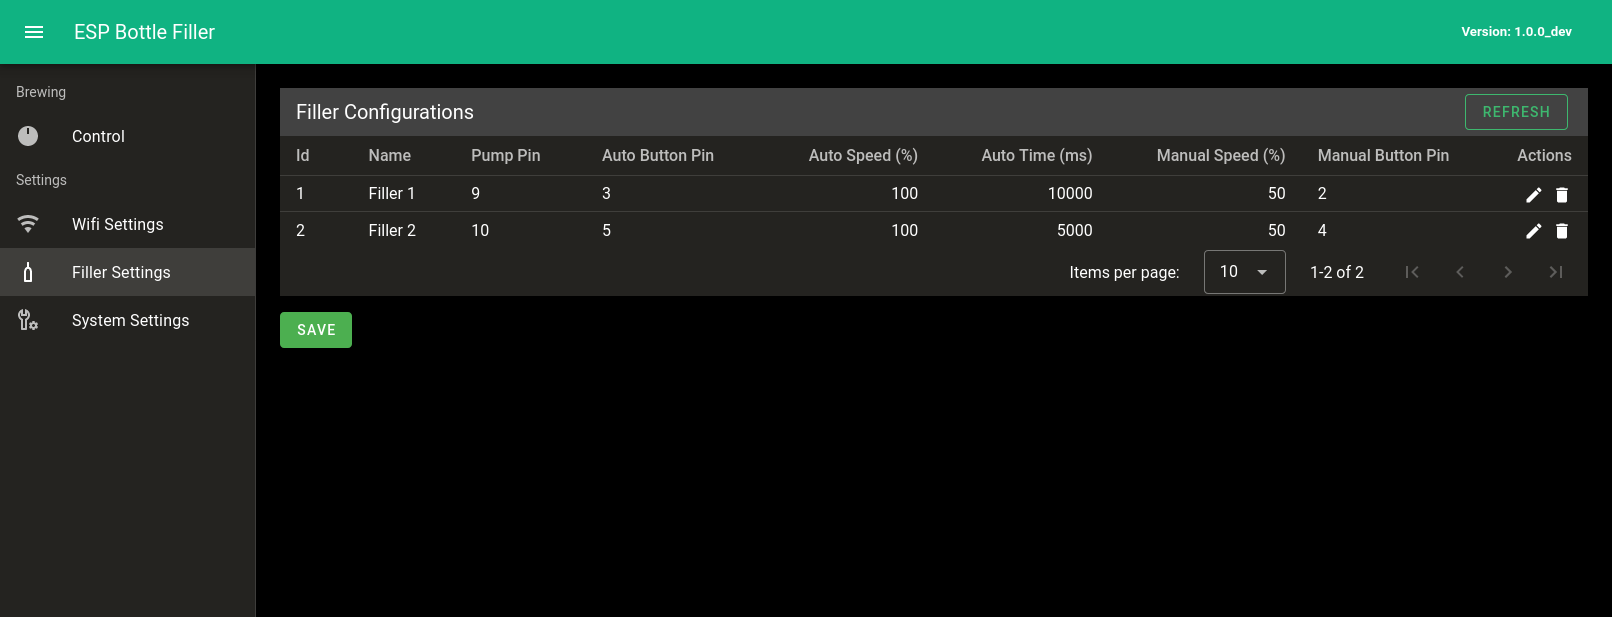 ESP Bottle Filler
Version: 1.0.0_dev
Brewing
Control
Settings
Wifi Settings
Filler Settings
System Settings
Filler Configurations
REFRESH
Id Name Pump Pin Auto Button Pin Auto Speed (%) Auto Time (ms) Manual Speed (%) Manual Button Pin Actions
1 Filler 1 9 3 100 10000 50 2
2 Filler 2 10 5 100 5000 50 4
Items per page: 10 1-2 of 2
SAVE